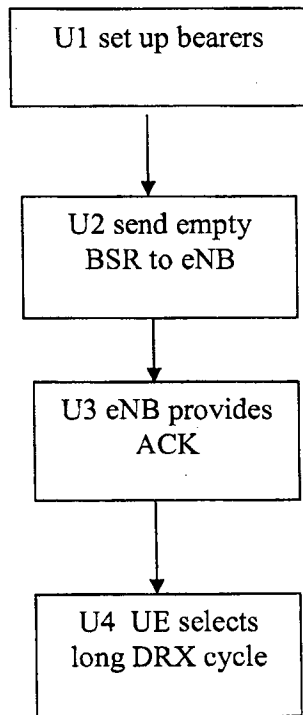 U1 set up bearers
U2 send empty
BSR to eNB
U3 eNB provides
ACK
U4 UE selects
long DRX cycle